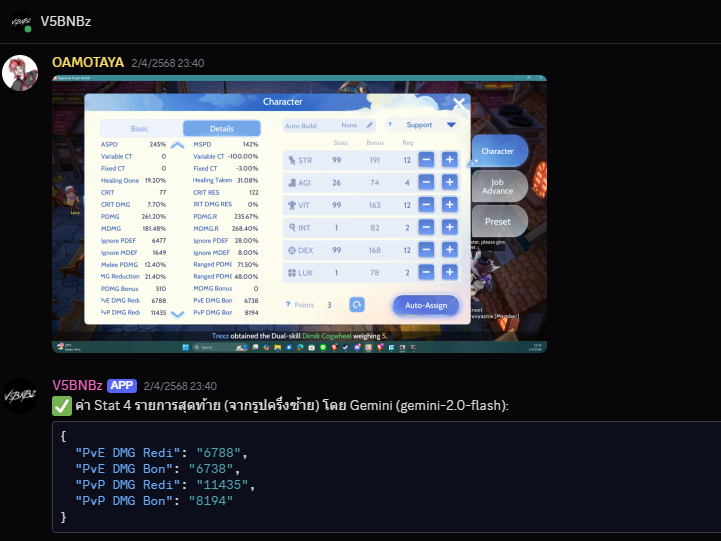 V5BNBz
OAMOTAYA 2/4/2568 23:40
Character
Basic Details
Auto-Build: None ? Support
Stats Bonus Req
ASPD 245% MSPD 142%
Variable CT 0 Variable CT -100.00%
Fixed CT 0 Fixed CT -3.00%
Healing Done 19.20% Healing Taken 31.08%
CRIT 77 CRIT RES 122
CRIT DMG 7.70% RIT DMG RES 0%
PDMG 261.20% PDMG.R 235.67%
MDMG 181.48% MDMG.R 268.40%
Ignore PDEF 6477 Ignore PDEF 28.00%
Ignore MDEF 1649 Ignore MDEF 8.00%
Melee PDMG 12.40% Ranged PDM( 71.50%
MG Reduction 21.40% Ranged PDM( 48.00%
PDMG Bonus 510 MDMG Bonus 0
PvE DMG Redi 6788 PvE DMG Bon 6738
PvP DMG Redi 11435 PvP DMG Bon 8194
STR 99 191 12 − +
AGI 26 74 4 − +
VIT 99 163 12 − +
INT 1 82 2 − +
DEX 99 168 12 − +
LUK 1 78 2 − +
? Points 3 Auto-Assign
Character
Job
Advance
Preset
Lucy
Trexz obtained the Dual-skill Dimik Cogwheel weighing 5.
Search
V5BNBz APP 2/4/2568 23:40
✅ ค่า Stat 4 รายการสุดท้าย (จากรูปครึ่งซ้าย) โดย Gemini (gemini-2.0-flash):
{
"PvE DMG Redi": "6788",
"PvE DMG Bon": "6738",
"PvP DMG Redi": "11435",
"PvP DMG Bon": "8194"
}